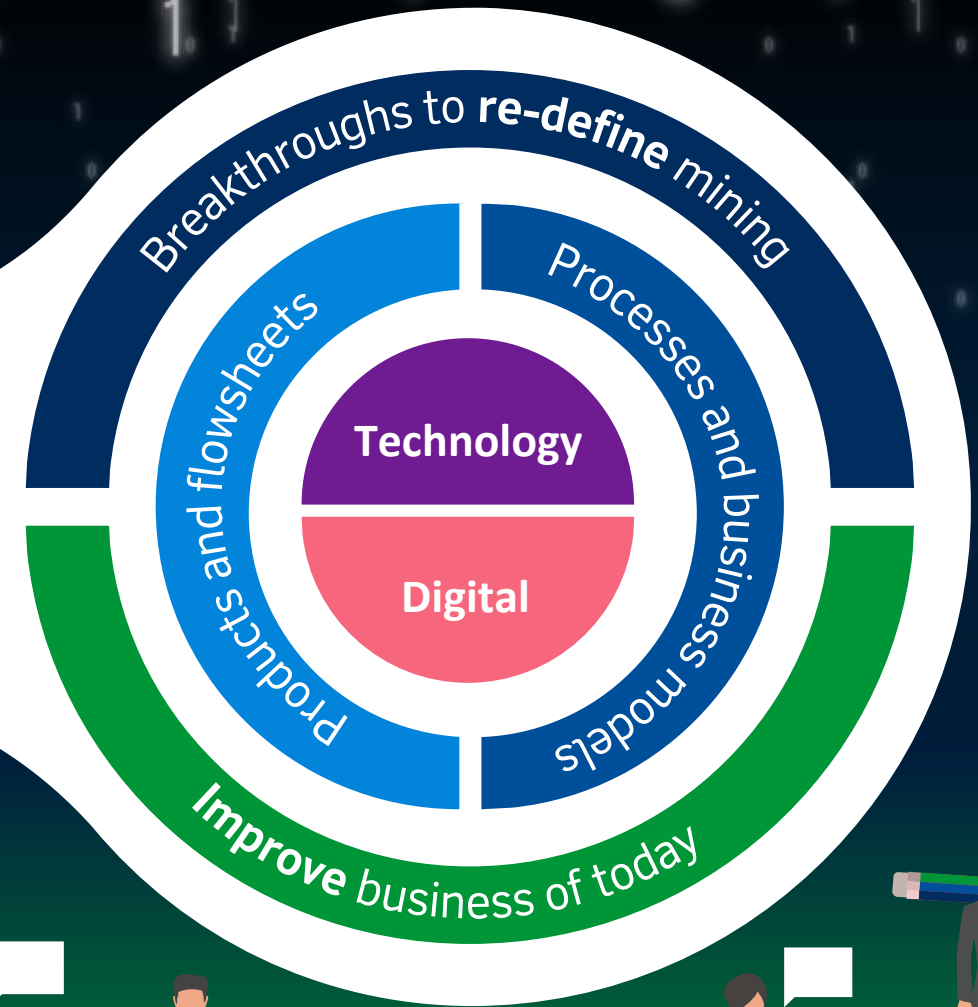 Breakthroughs to re-define mining
Products and flowsheets
Processes and business models
Technology
Digital
Improve business of today